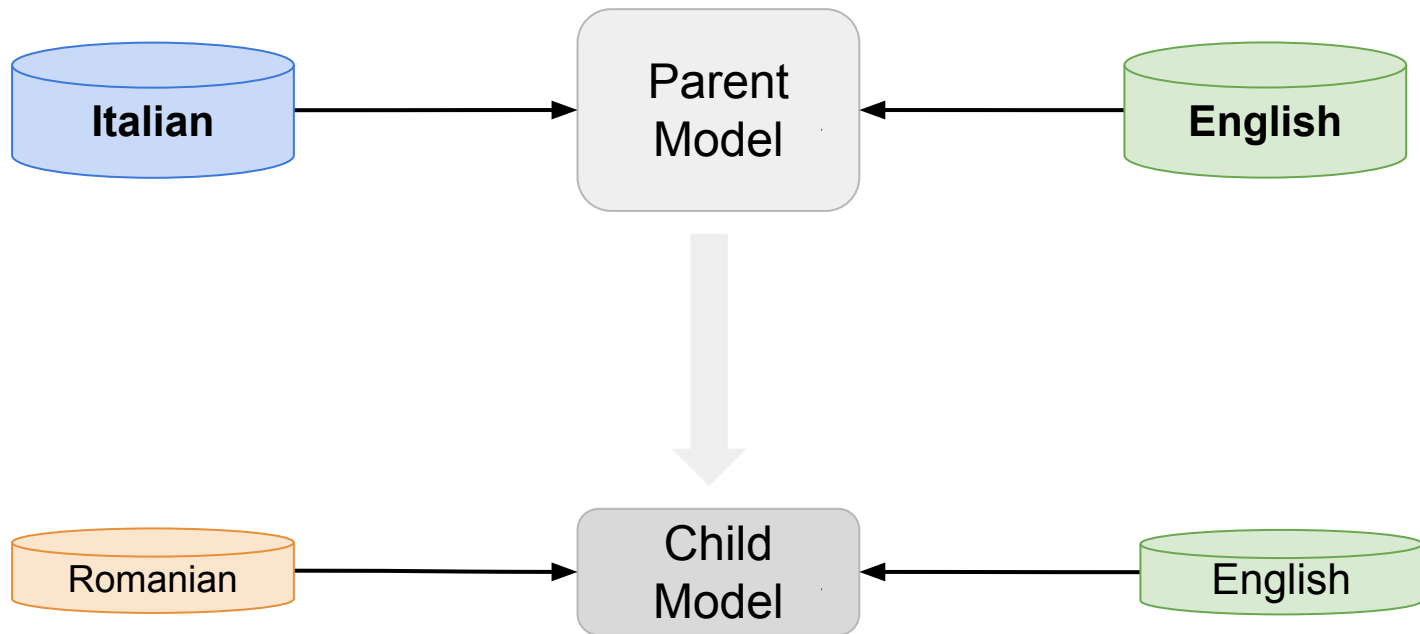 Italian
Parent
Model
English
Romanian
Child
Model
English